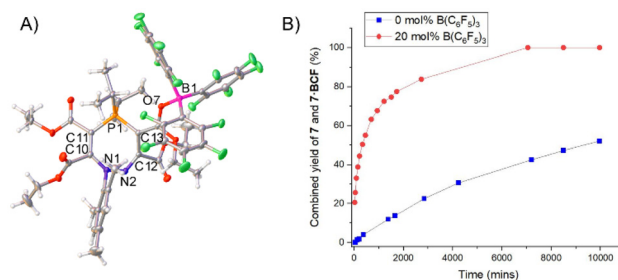 A)
B1
O7
P1
C11
C13
C10
N1
C12
N2
B)
0 mol% B(C₆F₅)₃
20 mol% B(C₆F₅)₃
Combined yield of 7 and 7-BCF (%)
100
80
60
40
20
0
0 2000 4000 6000 8000 10000
Time (mins)